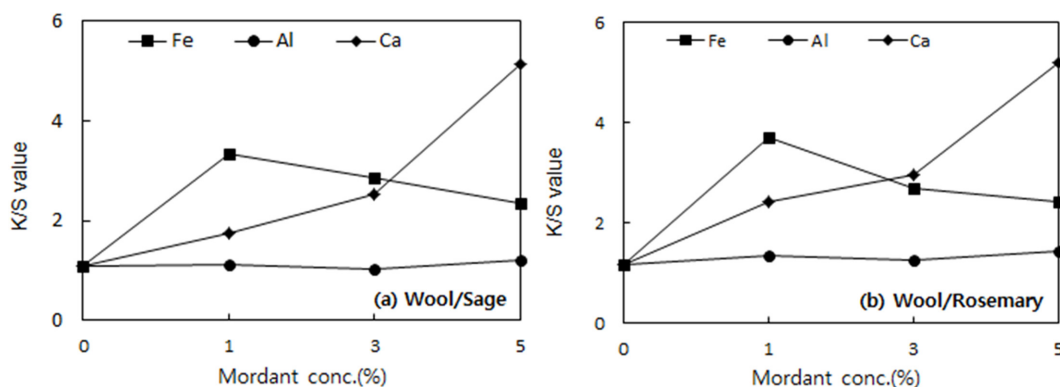 6
4
2
0
K/S value
Fe Al Ca
(a) Wool/Sage
0 1 3 5
Mordant conc.(%)
6
4
2
0
K/S value
Fe Al Ca
(b) Wool/Rosemary
0 1 3 5
Mordant conc.(%)